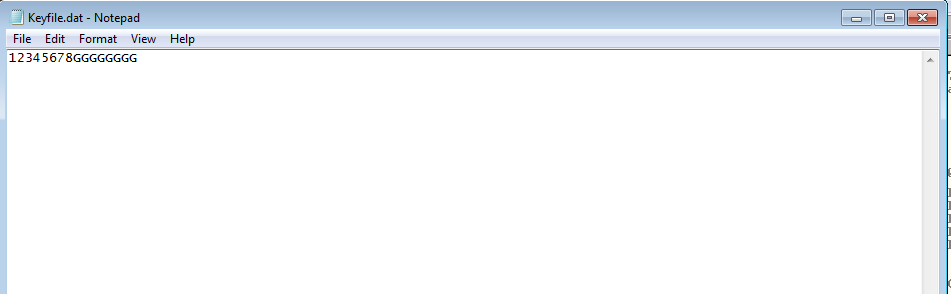 Keyfile.dat - Notepad
File Edit Format View Help
12345678GGGGGGGG